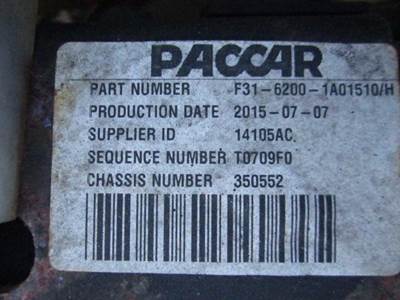 PACCAR
PART NUMBER F31-6200-1A01510/H
PRODUCTION DATE 2015-07-07
SUPPLIER ID 14105AC
SEQUENCE NUMBER T0709F0
CHASSIS NUMBER 350552